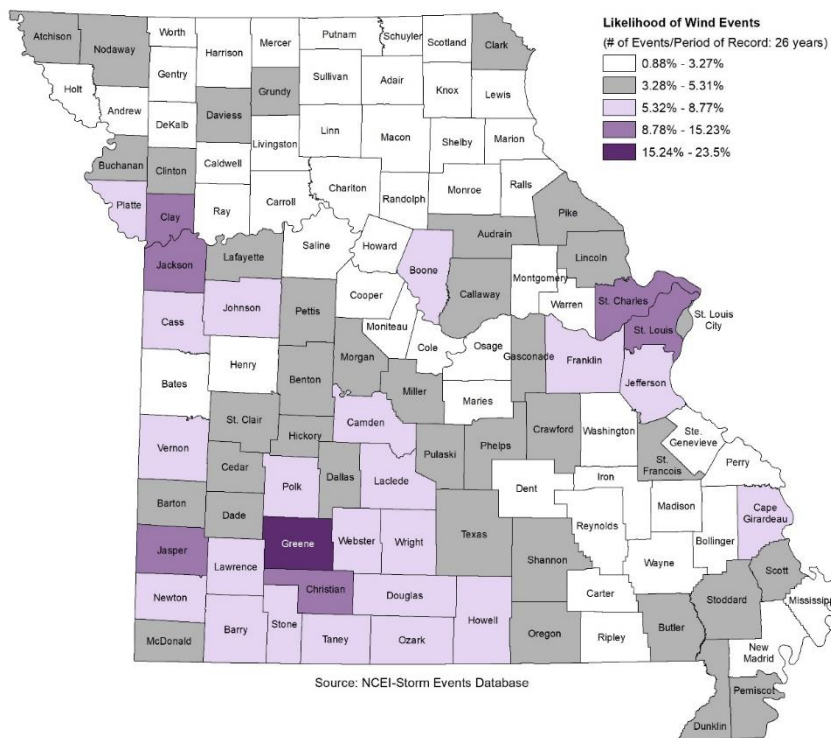 Likelihood of Wind Events
(# of Events/Period of Record: 26 years)
0.88% - 3.27%
3.28% - 5.31%
5.32% - 8.77%
8.78% - 15.23%
15.24% - 23.5%
Atchison
Nodaway
Worth
Harrison
Mercer
Putnam
Schuyler
Scotland
Clark
Gentry
Holt
Andrew
DeKalb
Daviess
Grundy
Sullivan
Adair
Knox
Lewis
Buchanan
Clinton
Caldwell
Livingston
Linn
Macon
Shelby
Marion
Platte
Clay
Ray
Carroll
Chariton
Randolph
Monroe
Ralls
Pike
Jackson
Lafayette
Saline
Howard
Boone
Audrain
Callaway
Montgomery
Lincoln
Warren
St. Charles
St. Louis
St. Louis
City
Cass
Johnson
Pettis
Cooper
Moniteau
Cole
Osage
Gasconade
Franklin
Jefferson
Bates
Henry
Benton
Morgan
Miller
Maries
Camden
St. Clair
Hickory
Pulaski
Phelps
Crawford
Washington
Ste.
Genevieve
St.
Francois
Perry
Vernon
Cedar
Polk
Dallas
Laclede
Dent
Iron
Madison
Cape
Girardeau
Barton
Dade
Greene
Webster
Wright
Texas
Reynolds
Bollinger
Jasper
Lawrence
Christian
Douglas
Shannon
Wayne
Scott
Mississippi
Newton
Barry
Stone
Taney
Ozark
Howell
Carter
Stoddard
McDonald
Oregon
Ripley
Butler
New
Madrid
Pemiscot
Dunklin
Source: NCEI-Storm Events Database